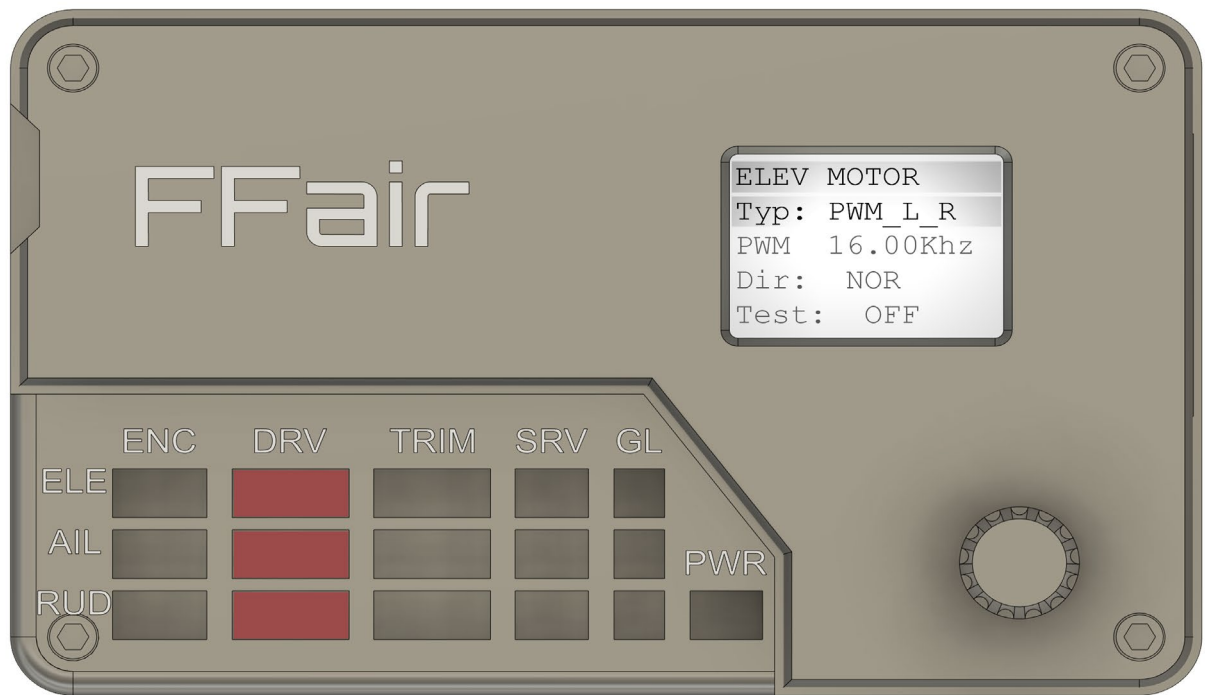 FFair
ELEV MOTOR
Typ: PWM_L_R
PWM 16.00Khz
Dir: NOR
Test: OFF
ENC DRV TRIM SRV GL
ELE
AIL
PWR
RUD